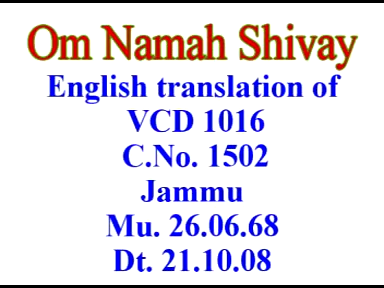 Om Namah Shivay
English translation of
VCD 1016
C.No. 1502
Jammu
Mu. 26.06.68
Dt. 21.10.08